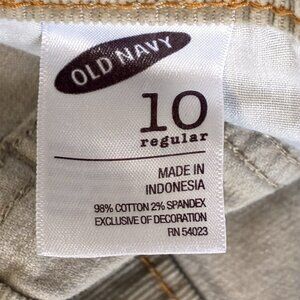 OLD NAVY
10
regular
MADE IN
INDONESIA
98% COTTON 2% SPANDEX
EXCLUSIVE OF DECORATION
RN 54023